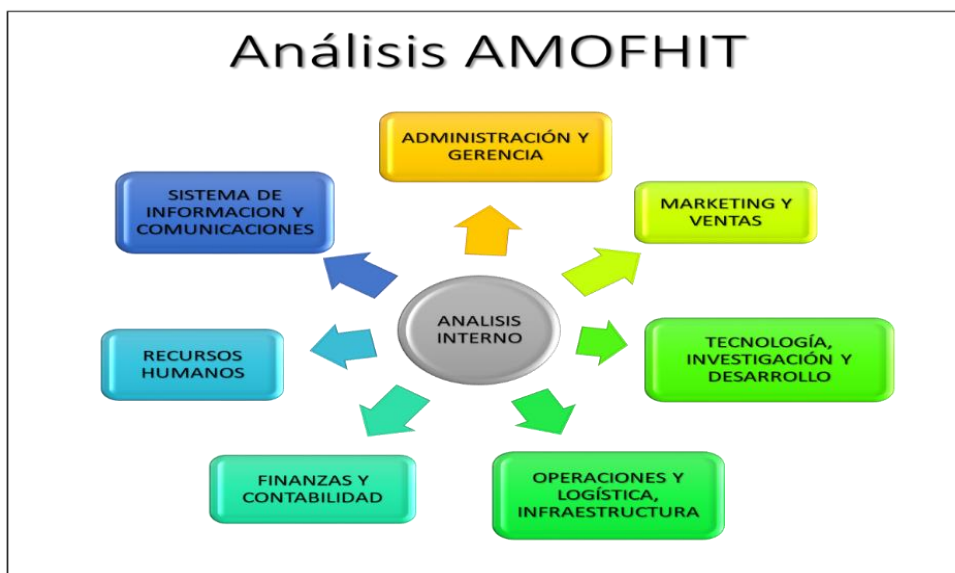 Análisis AMOFHIT
ADMINISTRACIÓN Y
GERENCIA
MARKETING Y
VENTAS
TECNOLOGÍA,
INVESTIGACIÓN Y
DESARROLLO
OPERACIONES Y
LOGÍSTICA,
INFRAESTRUCTURA
FINANZAS Y
CONTABILIDAD
RECURSOS
HUMANOS
SISTEMA DE
INFORMACION Y
COMUNICACIONES
ANALISIS
INTERNO